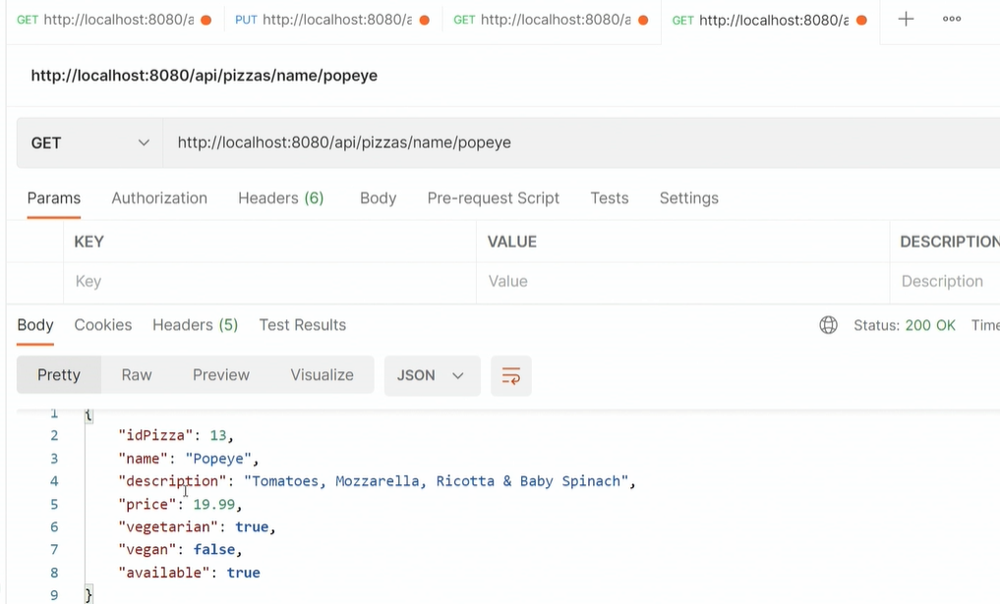 GET http://localhost:8080/a PUT http://localhost:8080/a GET http://localhost:8080/a GET http://localhost:8080/a
http://localhost:8080/api/pizzas/name/popeye
GET http://localhost:8080/api/pizzas/name/popeye
Params Authorization Headers (6) Body Pre-request Script Tests Settings
KEY VALUE DESCRIPTION
Key Value Description
Body Cookies Headers (5) Test Results Status: 200 OK Time
Pretty Raw Preview Visualize JSON
1 {
2 "idPizza": 13,
3 "name": "Popeye",
4 "description": "Tomatoes, Mozzarella, Ricotta & Baby Spinach",
5 "price": 19.99,
6 "vegetarian": true,
7 "vegan": false,
8 "available": true
9 }